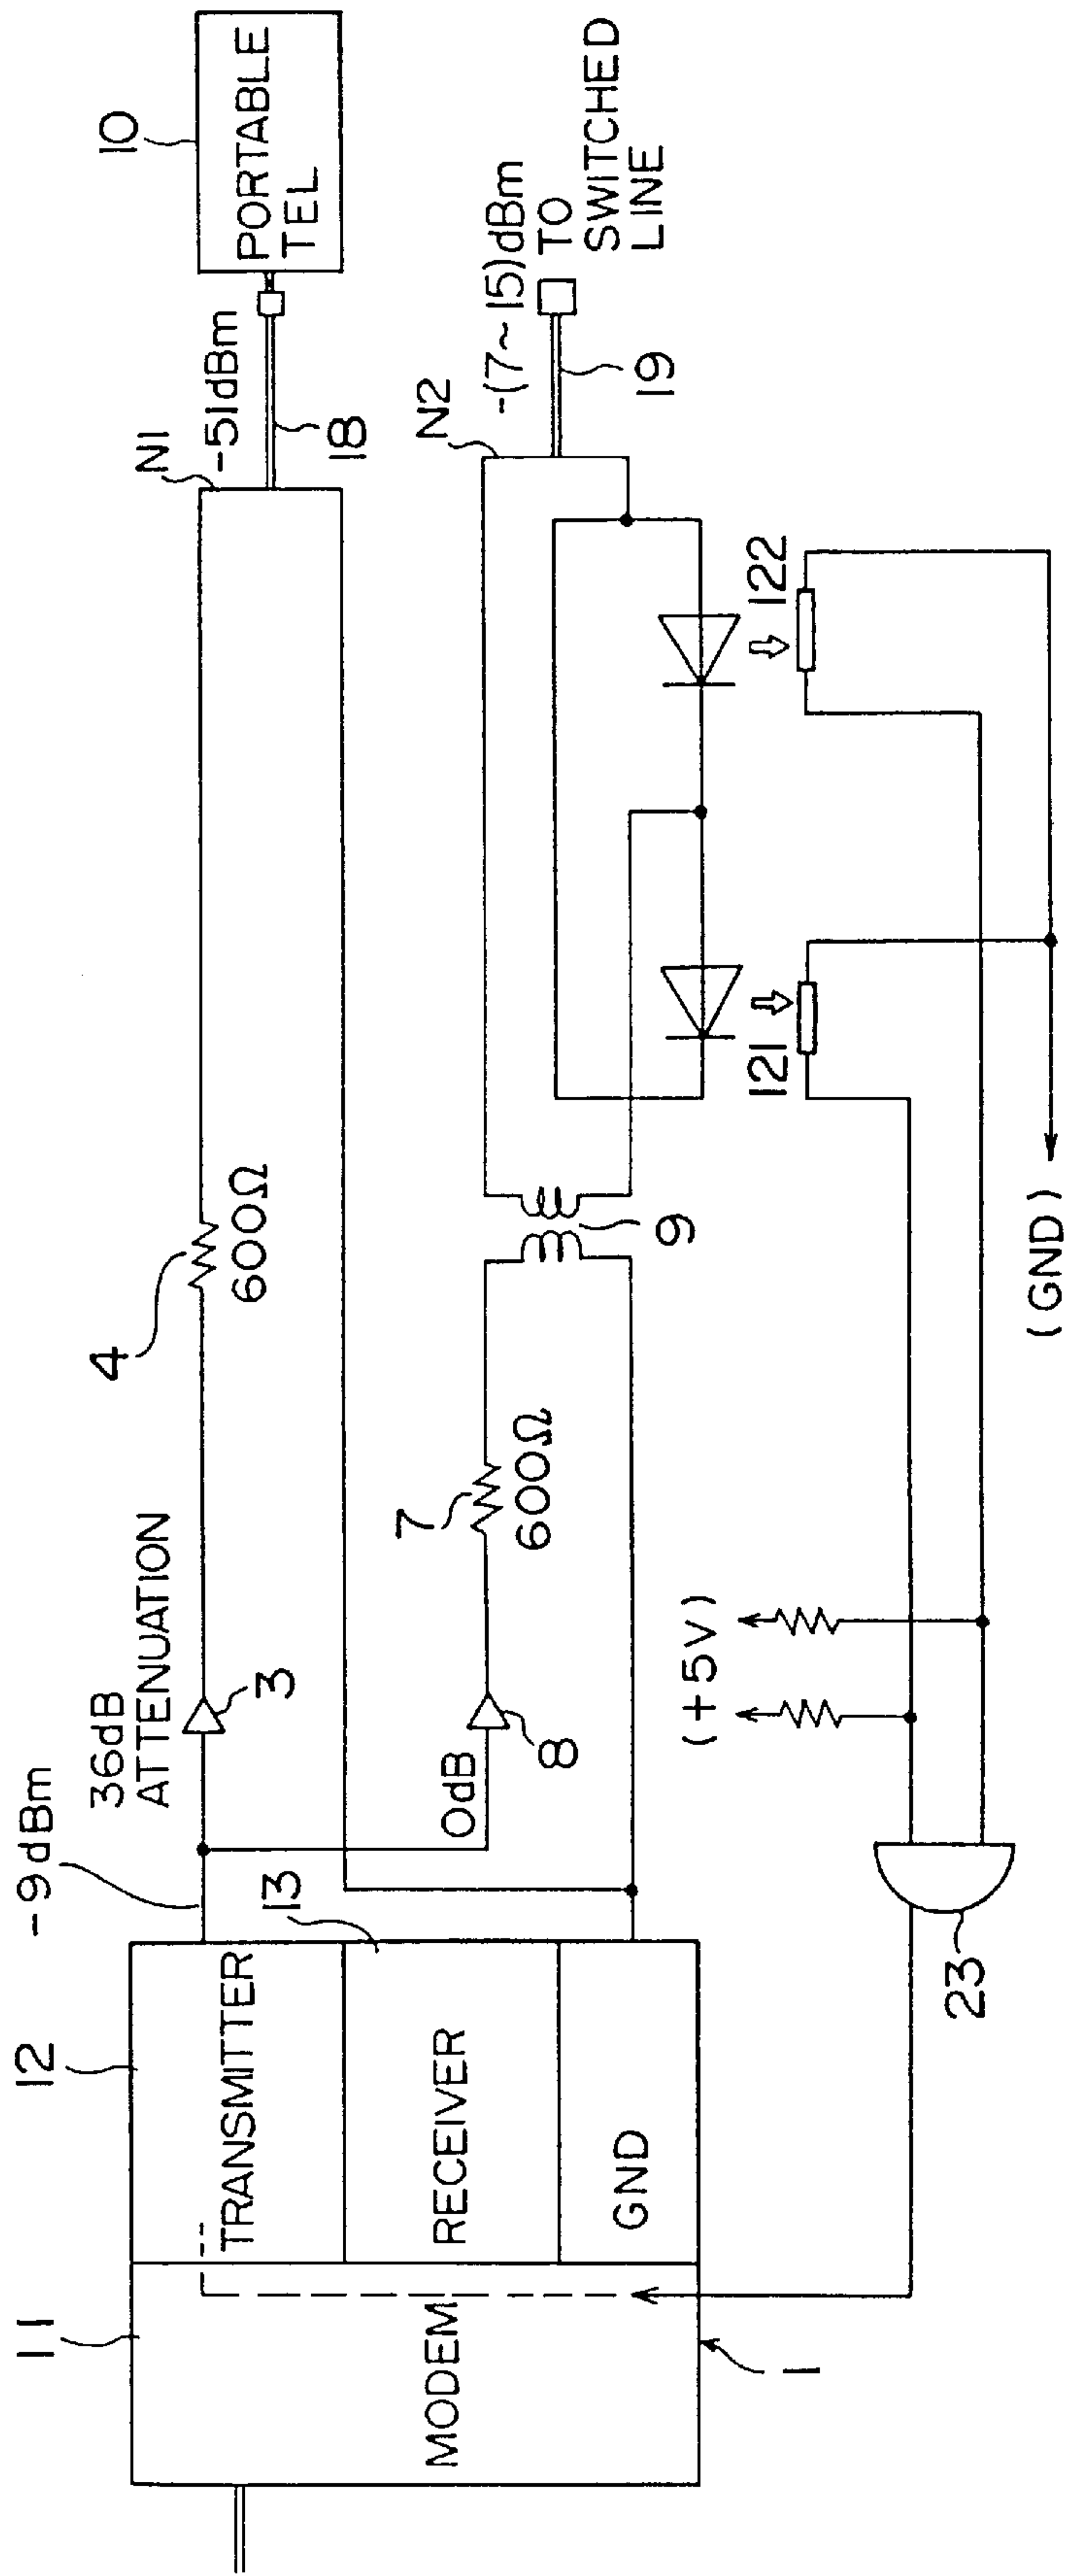 10
PORTABLE
TEL
-51dBm
N1
18
-(7~15)dBm
TO
SWITCHED
LINE
N2
19
4
600Ω
36dB
ATTENUATION
3
-9dBm
7
600Ω
9
0dB
8
122
121
(GND)
(+5V)
23
12
13
TRANSMITTER
RECEIVER
GND
11
MODEM
1